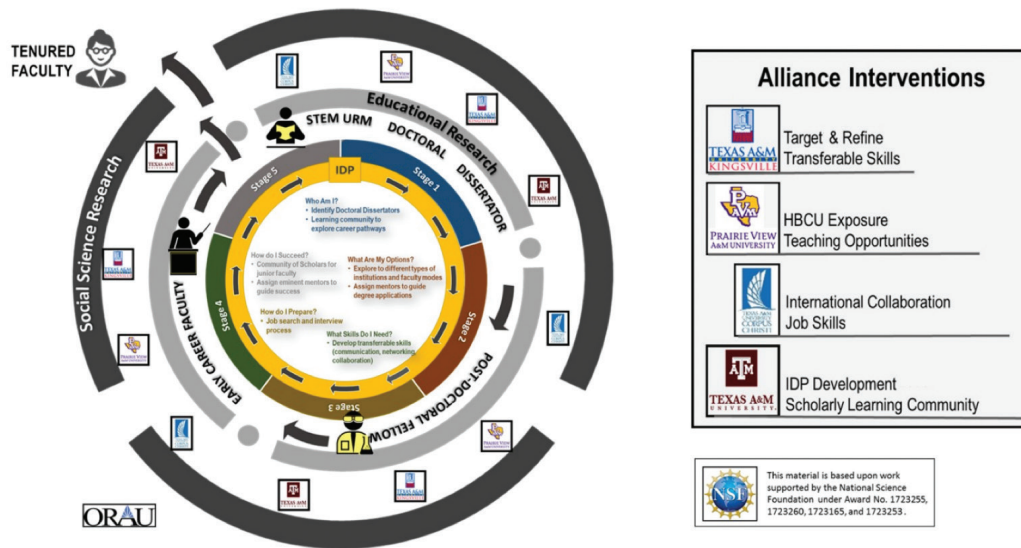 TENURED
FACULTY
Social Science Research
Educational Research
STEM URM DOCTORAL DISSERTATOR
POST-DOCTORAL FELLOW
EARLY CAREER FACULTY
IDP
Stage 1
Stage 2
Stage 3
Stage 4
Stage 5
Who Am I?
• Identify Doctoral Dissertators
• Learning community to
explore career pathways
What Are My Options?
• Explore to different types of
institutions and faculty modes
• Assign mentors to guide
degree applications
What Skills Do I Need?
• Develop transferrable skills
(communication, networking,
collaboration)
How do I Prepare?
• Job search and interview
process
How do I Succeed?
• Community of Scholars for
junior faculty
• Assign eminent mentors to
guide success
ORAU
Alliance Interventions
TEXAS A&M
UNIVERSITY
KINGSVILLE
Target & Refine
Transferable Skills
PVAM
PRAIRIE VIEW
A&M UNIVERSITY
HBCU Exposure
Teaching Opportunities
TEXAS A&M
UNIVERSITY
CORPUS
CHRISTI
International Collaboration
Job Skills
ATM
TEXAS A&M
UNIVERSITY
IDP Development
Scholarly Learning Community
NSF
This material is based upon work
supported by the National Science
Foundation under Award No. 1723255,
1723260, 1723165, and 1723253.